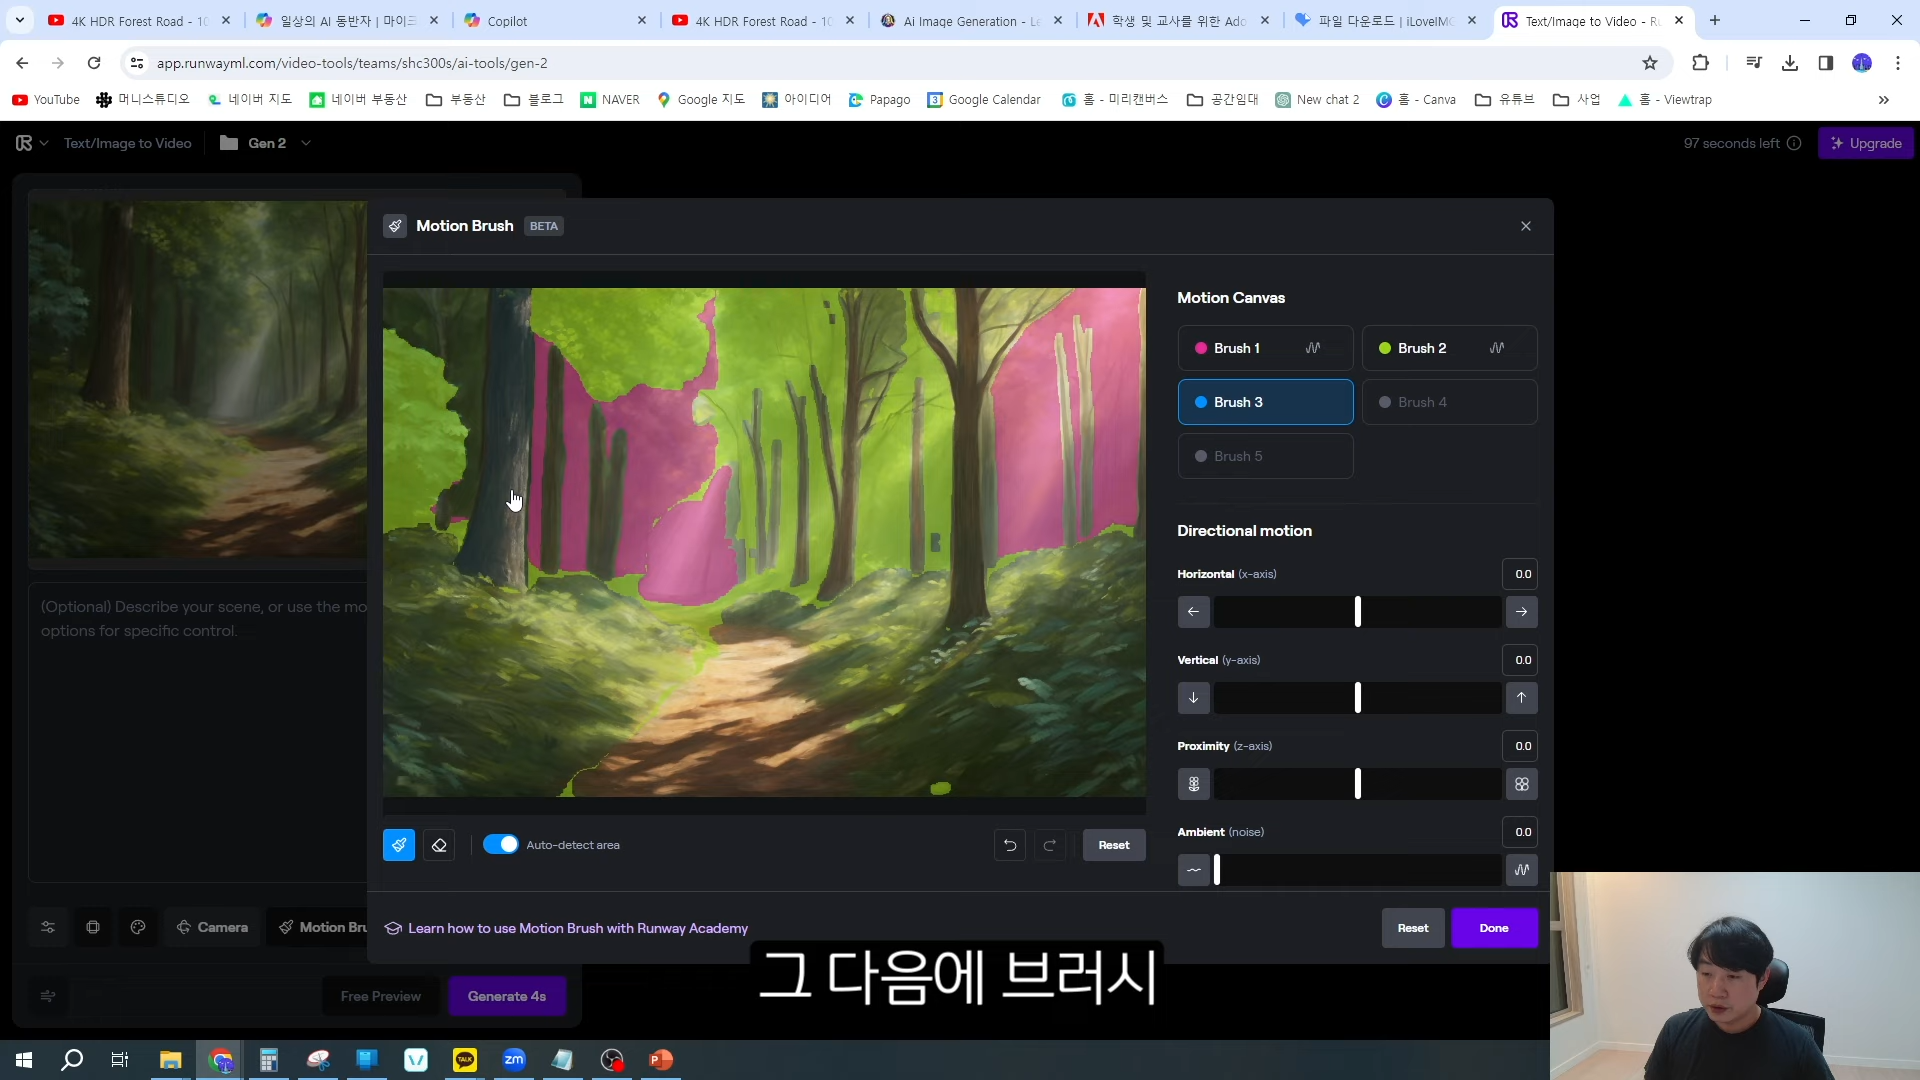 4K HDR Forest Road - 10
일상의 AI 동반자 | 마이크
Copilot
4K HDR Forest Road - 10
Ai Image Generation - Le
학생 및 교사를 위한 Ado
파일 다운로드 | iLoveIMG
Text/Image to Video - Ru
app.runwayml.com/video-tools/teams/shc300s/ai-tools/gen-2
YouTube
머니스튜디오
네이버 지도
네이버 부동산
부동산
블로그
NAVER
Google 지도
아이디어
Papago
Google Calendar
홈 - 미리캔버스
공간임대
New chat 2
홈 - Canva
유튜브
사업
홈 - Viewtrap
Text/Image to Video
Gen 2
97 seconds left
Upgrade
Motion Brush
BETA
Motion Canvas
Brush 1
Brush 2
Brush 3
Brush 4
Brush 5
Directional motion
Horizontal (x-axis)
0.0
Vertical (y-axis)
0.0
Proximity (z-axis)
0.0
Ambient (noise)
0.0
(Optional) Describe your scene, or use the mo
options for specific control.
Auto-detect area
Reset
Camera
Motion Bru
Learn how to use Motion Brush with Runway Academy
Reset
Done
Free Preview
Generate 4s
그 다음에 브러시
TALK
zm